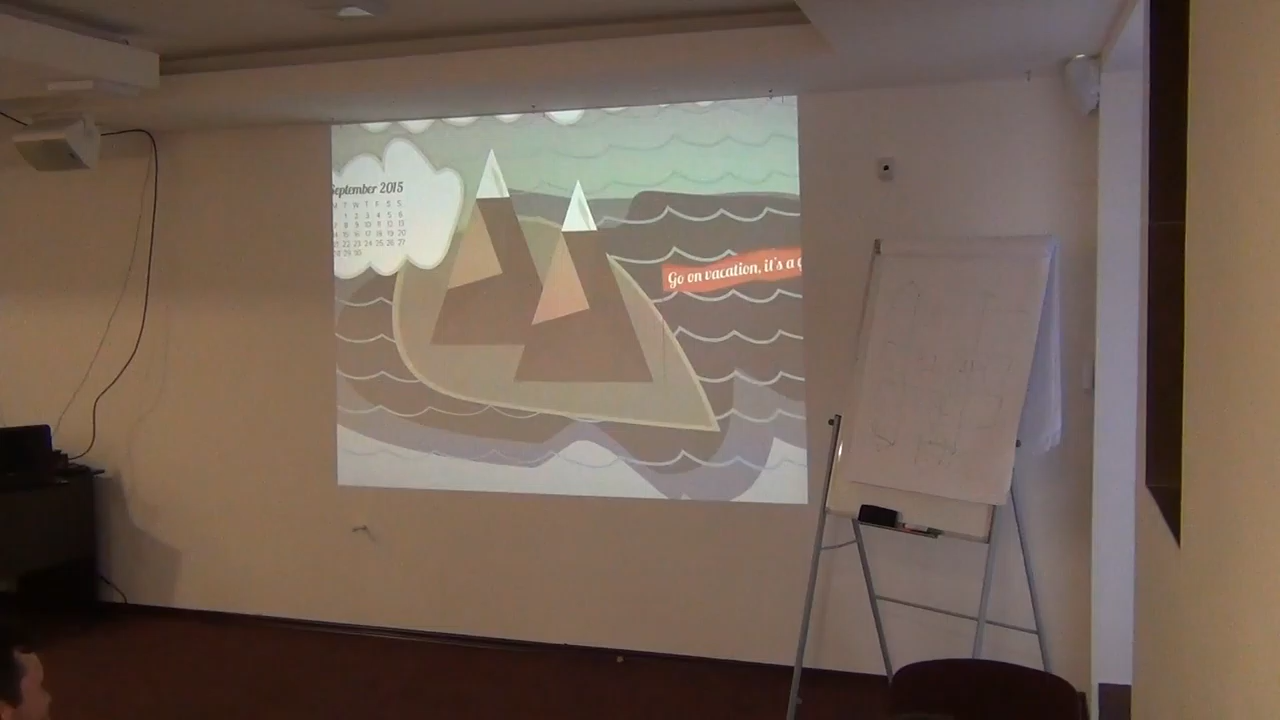 September 2015
M T W T F S S
1 2 3 4 5 6
7 8 9 10 11 12 13
14 15 16 17 18 19 20
21 22 23 24 25 26 27
28 29 30
Go on vacation, it's a